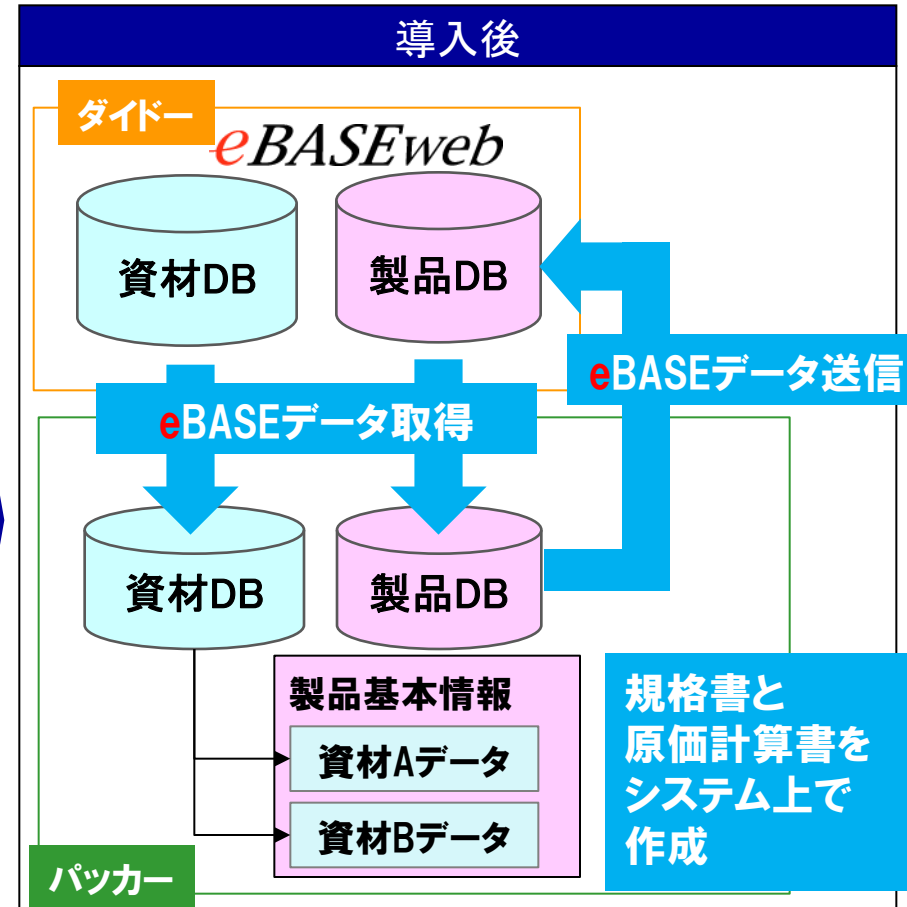 導入後
ダイドー
eBASEweb
資材DB
製品DB
eBASEデータ送信
eBASEデータ取得
資材DB
製品DB
製品基本情報
資材Aデータ
資材Bデータ
規格書と
原価計算書を
システム上で
作成
パッカー